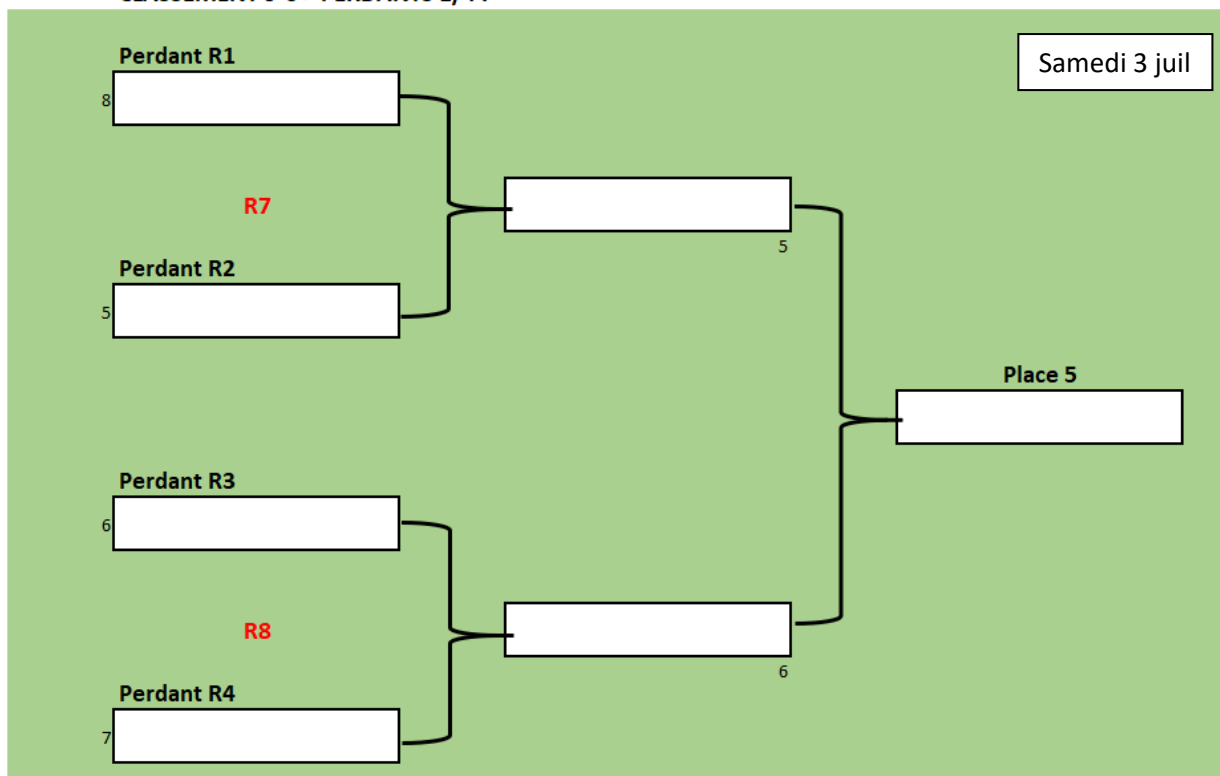 Perdant R1
Samedi 3 juil
8
R7
5
Perdant R2
5
Place 5
Perdant R3
6
R8
6
Perdant R4
7